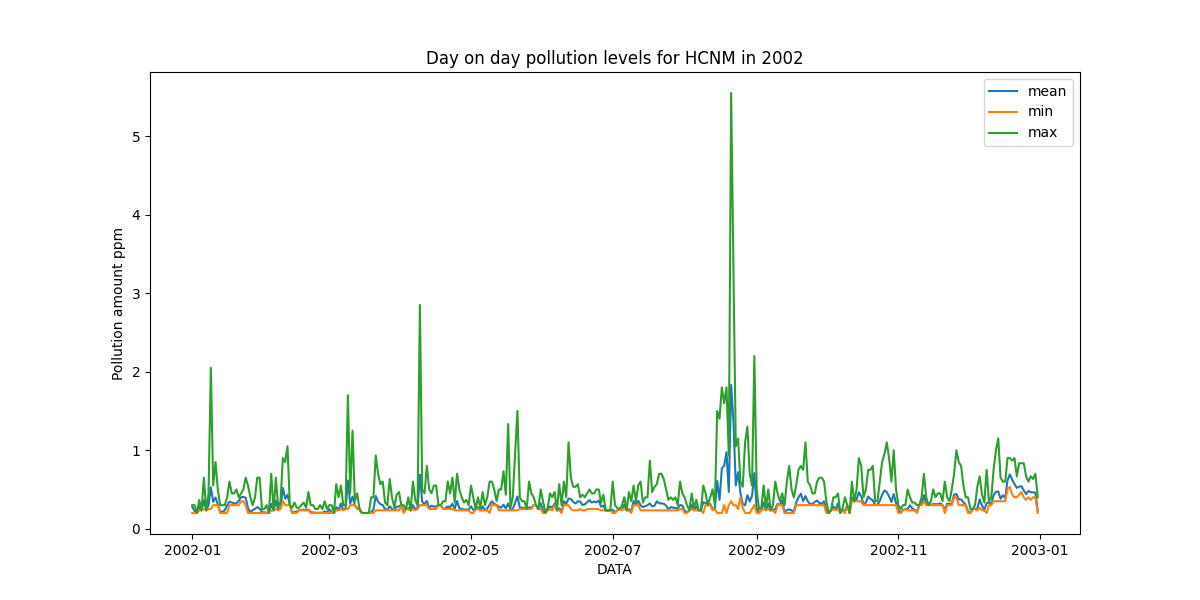 Day on day pollution levels for HCNM in 2002
mean
min
max
Pollution amount ppm
5
4
3
2
1
0
2002-01
2002-03
2002-05
2002-07
2002-09
2002-11
2003-01
DATA